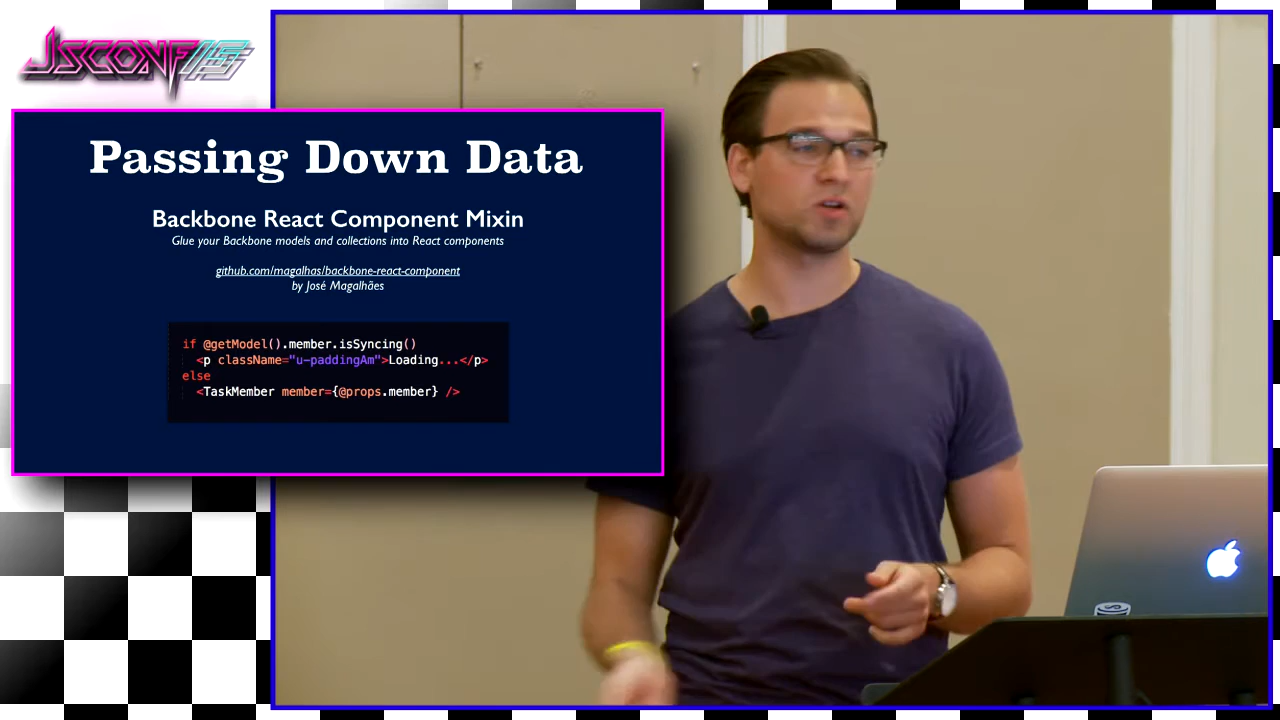 JSCONF15
Passing Down Data
Backbone React Component Mixin
Glue your Backbone models and collections into React components
github.com/magalhas/backbone-react-component
by José Magalhães
if @getModel().member.isSyncing()
<p className="u-paddingAm">Loading...</p>
else
<TaskMember member={@props.member} />